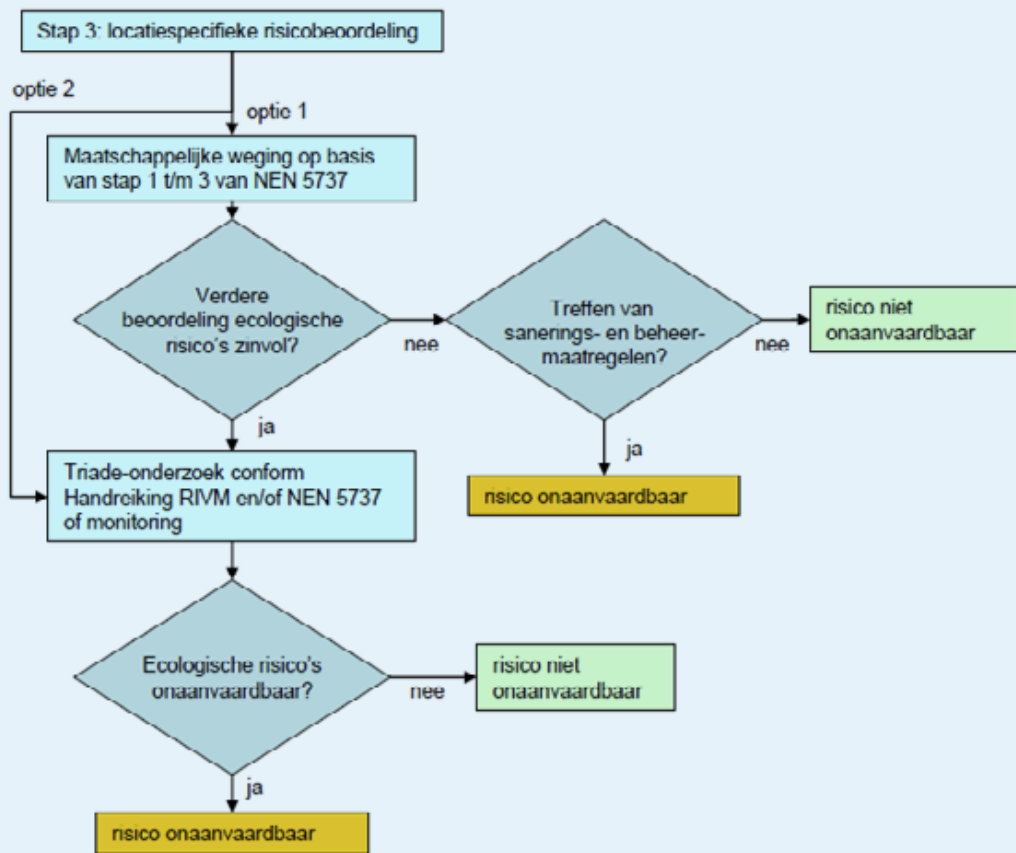 Stap 3: locatiespecifieke risicobeoordeling
optie 2
optie 1
Maatschappelijke weging op basis
van stap 1 t/m 3 van NEN 5737
Verdere
beoordeling ecologische
risico's zinvol?
nee
Treffen van
sanerings- en beheer-
maatregelen?
nee
risico niet
onaanvaardbaar
ja
ja
risico onaanvaardbaar
Triade-onderzoek conform
Handreiking RIVM en/of NEN 5737
of monitoring
Ecologische risico's
onaanvaardbaar?
nee
risico niet
onaanvaardbaar
ja
risico onaanvaardbaar